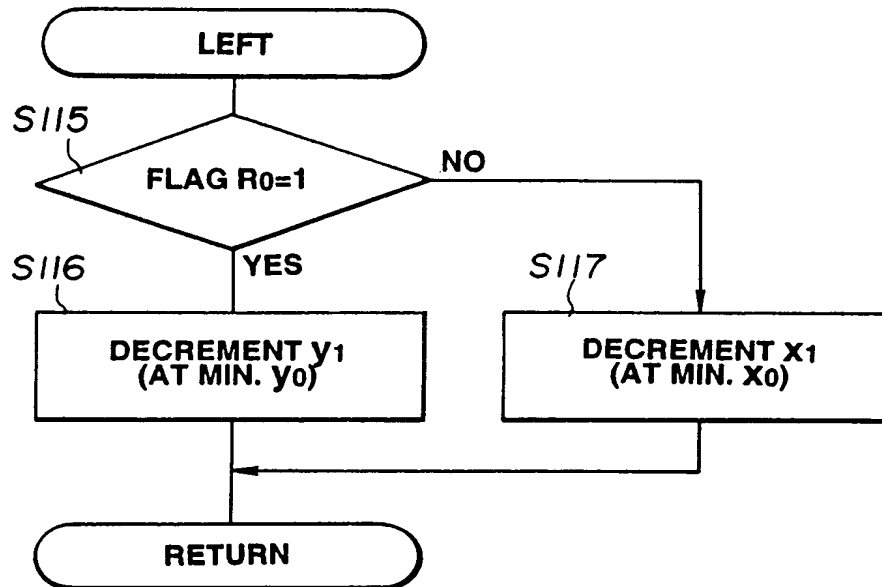 LEFT
S115
FLAG R0=1
NO
YES
S116
S117
DECREMENT y1
(AT MIN. y0)
DECREMENT x1
(AT MIN. x0)
RETURN